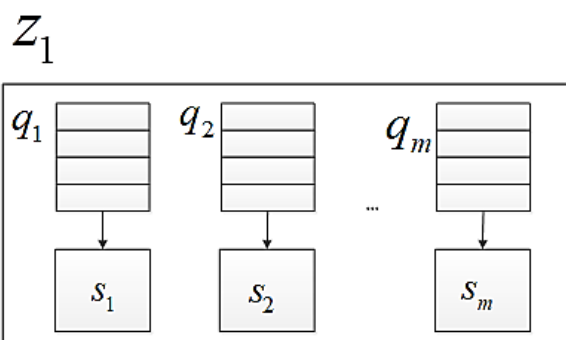 z₁
q₁ q₂ qₘ
...
s₁ s₂ sₘ